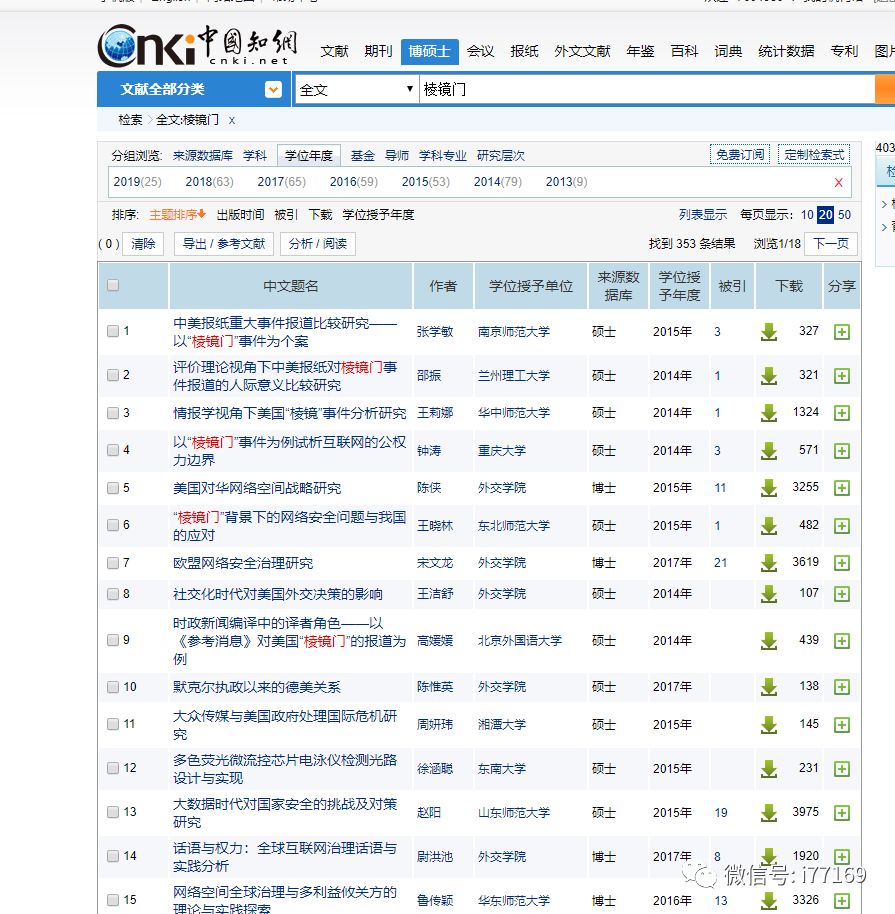 中国知网
cnki.net
文献 期刊 博硕士 会议 报纸 外文文献 年鉴 百科 词典 统计数据 专利 图片
文献全部分类 全文 棱镜门
检索 > 全文:棱镜门 x
分组浏览: 来源数据库 学科 学位年度 基金 导师 学科专业 研究层次 免费订阅 定制检索式
2019(25) 2018(63) 2017(65) 2016(59) 2015(53) 2014(79) 2013(9) X
排序: 主题排序 出版时间 被引 下载 学位授予年度 列表显示 每页显示: 10 20 50
( 0 ) 清除 导出 / 参考文献 分析 / 阅读 找到 353 条结果 浏览1/18 下一页
中文题名 作者 学位授予单位 来源数据库 学位授予年度 被引 下载 分享
1 中美报纸重大事件报道比较研究——
以“棱镜门”事件为个案 张学敏 南京师范大学 硕士 2015年 3 327
2 评价理论视角下中美报纸对棱镜门事
件报道的人际意义比较研究 邵振 兰州理工大学 硕士 2014年 1 321
3 情报学视角下美国“棱镜”事件分析研究 王莉娜 华中师范大学 硕士 2014年 1 1324
4 以“棱镜门”事件为例试析互联网的公权
力边界 钟涛 重庆大学 硕士 2014年 3 571
5 美国对华网络空间战略研究 陈侠 外交学院 博士 2015年 11 3255
6 “棱镜门”背景下的网络安全问题与我国
的应对 王晓林 东北师范大学 硕士 2015年 1 482
7 欧盟网络安全治理研究 宋文龙 外交学院 博士 2017年 21 3619
8 社交化时代对美国外交决策的影响 王洁舒 外交学院 硕士 2014年 107
9 时政新闻编译中的译者角色——以
《参考消息》对美国“棱镜门”的报道为
例 高媛媛 北京外国语大学 硕士 2014年 439
10 默克尔执政以来的德美关系 陈惟英 外交学院 硕士 2017年 138
11 大众传媒与美国政府处理国际危机研
究 周妍玮 湘潭大学 硕士 2015年 145
12 多色荧光微流控芯片电泳仪检测光路
设计与实现 徐涵聪 东南大学 硕士 2015年 231
13 大数据时代对国家安全的挑战及对策
研究 赵阳 山东师范大学 硕士 2015年 19 3975
14 话语与权力：全球互联网治理话语与
实践分析 尉洪池 外交学院 博士 2017年 8 1920
15 网络空间全球治理与多利益攸关方的
理论与实践探索 鲁传颖 华东师范大学 博士 2016年 13 3326
403
微信号: i77169